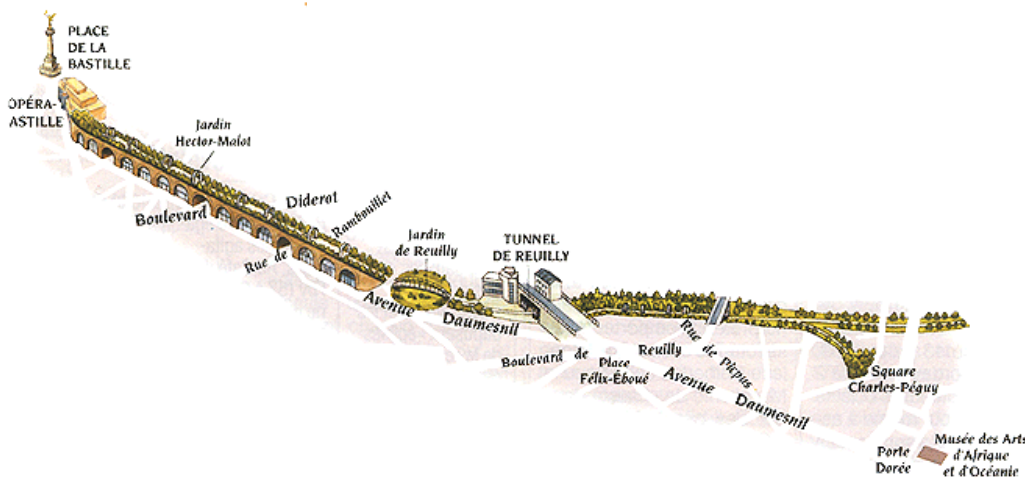 PLACE
DE LA
BASTILLE
OPÉRA-
ASTILLE
Jardin
Hector-Malot
Boulevard Diderot
Rue de Rambouillet
Jardin
de Reuilly
TUNNEL
DE REUILLY
Avenue Daumesnil
Boulevard de Reuilly
Place
Félix-Éboué
Rue de Picpus
Avenue Daumesnil
Square
Charles-Péguy
Porte
Dorée
Musée des Arts
d'Afrique
et d'Océanie